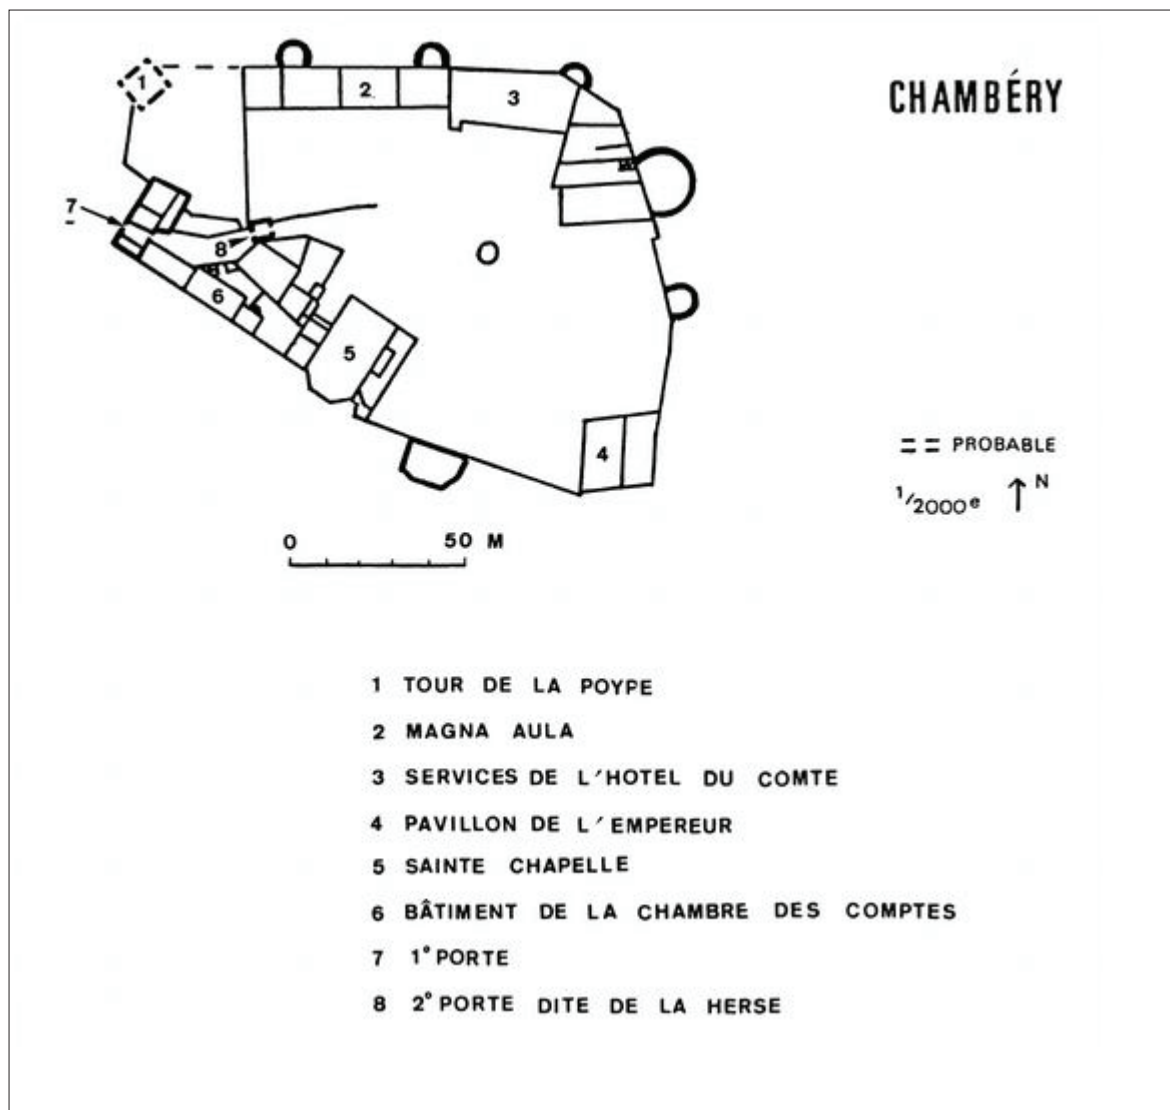 CHAMBÉRY
1
2
3
7
8
6
5
4
= = PROBABLE
1/2000e ↑ N
0 50 M
1 TOUR DE LA POYPE
2 MAGNA AULA
3 SERVICES DE L'HOTEL DU COMTE
4 PAVILLON DE L'EMPEREUR
5 SAINTE CHAPELLE
6 BÂTIMENT DE LA CHAMBRE DES COMPTES
7 1° PORTE
8 2° PORTE DITE DE LA HERSE